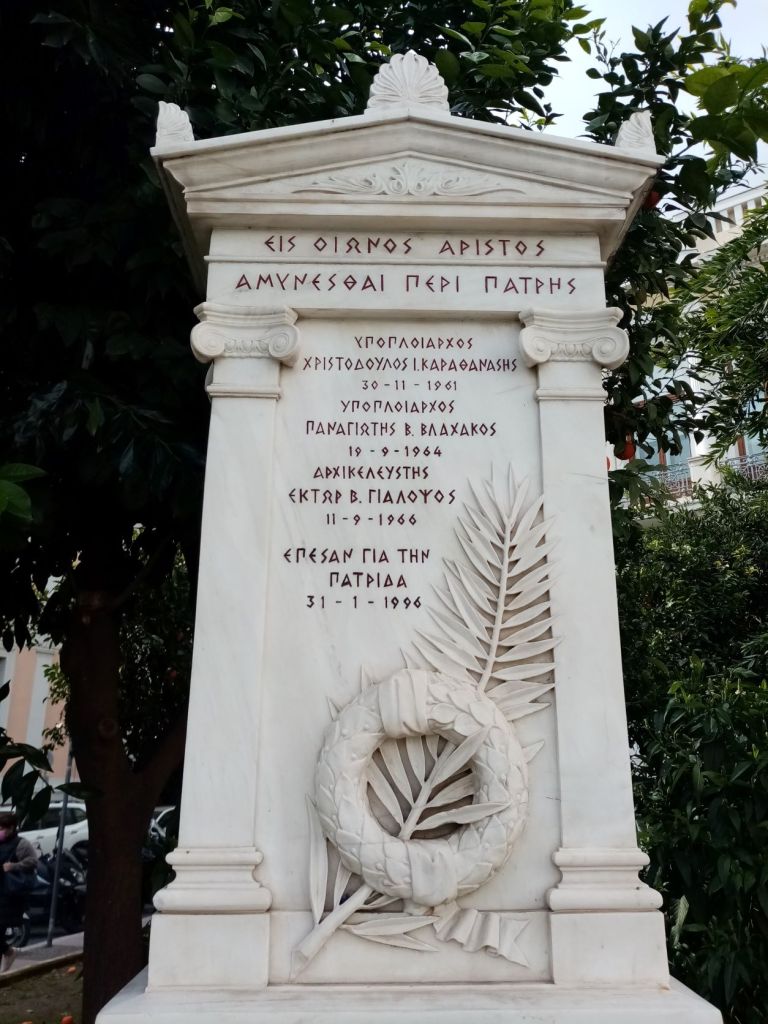 ΕΙΣ ΟΙΩΝΟΣ ΑΡΙΣΤΟΣ
ΑΜΥΝΕΣΘΑΙ ΠΕΡΙ ΠΑΤΡΗΣ
ΥΠΟΠΛΟΙΑΡΧΟΣ
ΧΡΙΣΤΟΔΟΥΛΟΣ Ι.ΚΑΡΑΘΑΝΑΣΗΣ
30-11-1961
ΥΠΟΠΛΟΙΑΡΧΟΣ
ΠΑΝΑΓΙΩΤΗΣ Β. ΒΛΑΧΑΚΟΣ
19-9-1964
ΑΡΧΙΚΕΛΕΥΣΤΗΣ
ΕΚΤΩΡ Β. ΓΙΑΛΟΨΟΣ
11-9-1966
ΕΠΕΣΑΝ ΓΙΑ ΤΗΝ
ΠΑΤΡΙΔΑ
31-1-1996